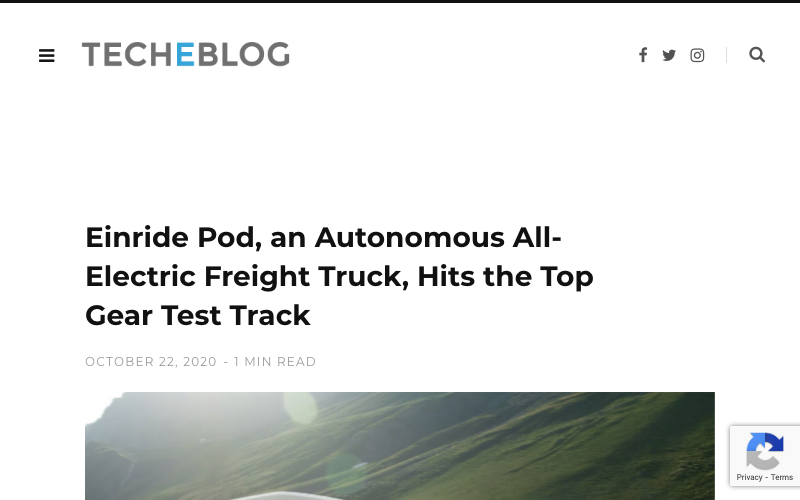 TECHEBLOG
Einride Pod, an Autonomous All-
Electric Freight Truck, Hits the Top
Gear Test Track
OCTOBER 22, 2020 - 1 MIN READ
Privacy - Terms